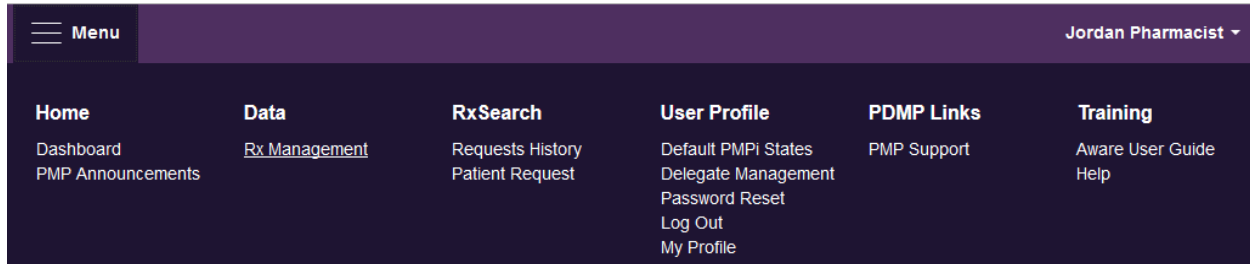 Menu
Jordan Pharmacist
Home
Dashboard
PMP Announcements
Data
Rx Management
RxSearch
Requests History
Patient Request
User Profile
Default PMPi States
Delegate Management
Password Reset
Log Out
My Profile
PDMP Links
PMP Support
Training
Aware User Guide
Help